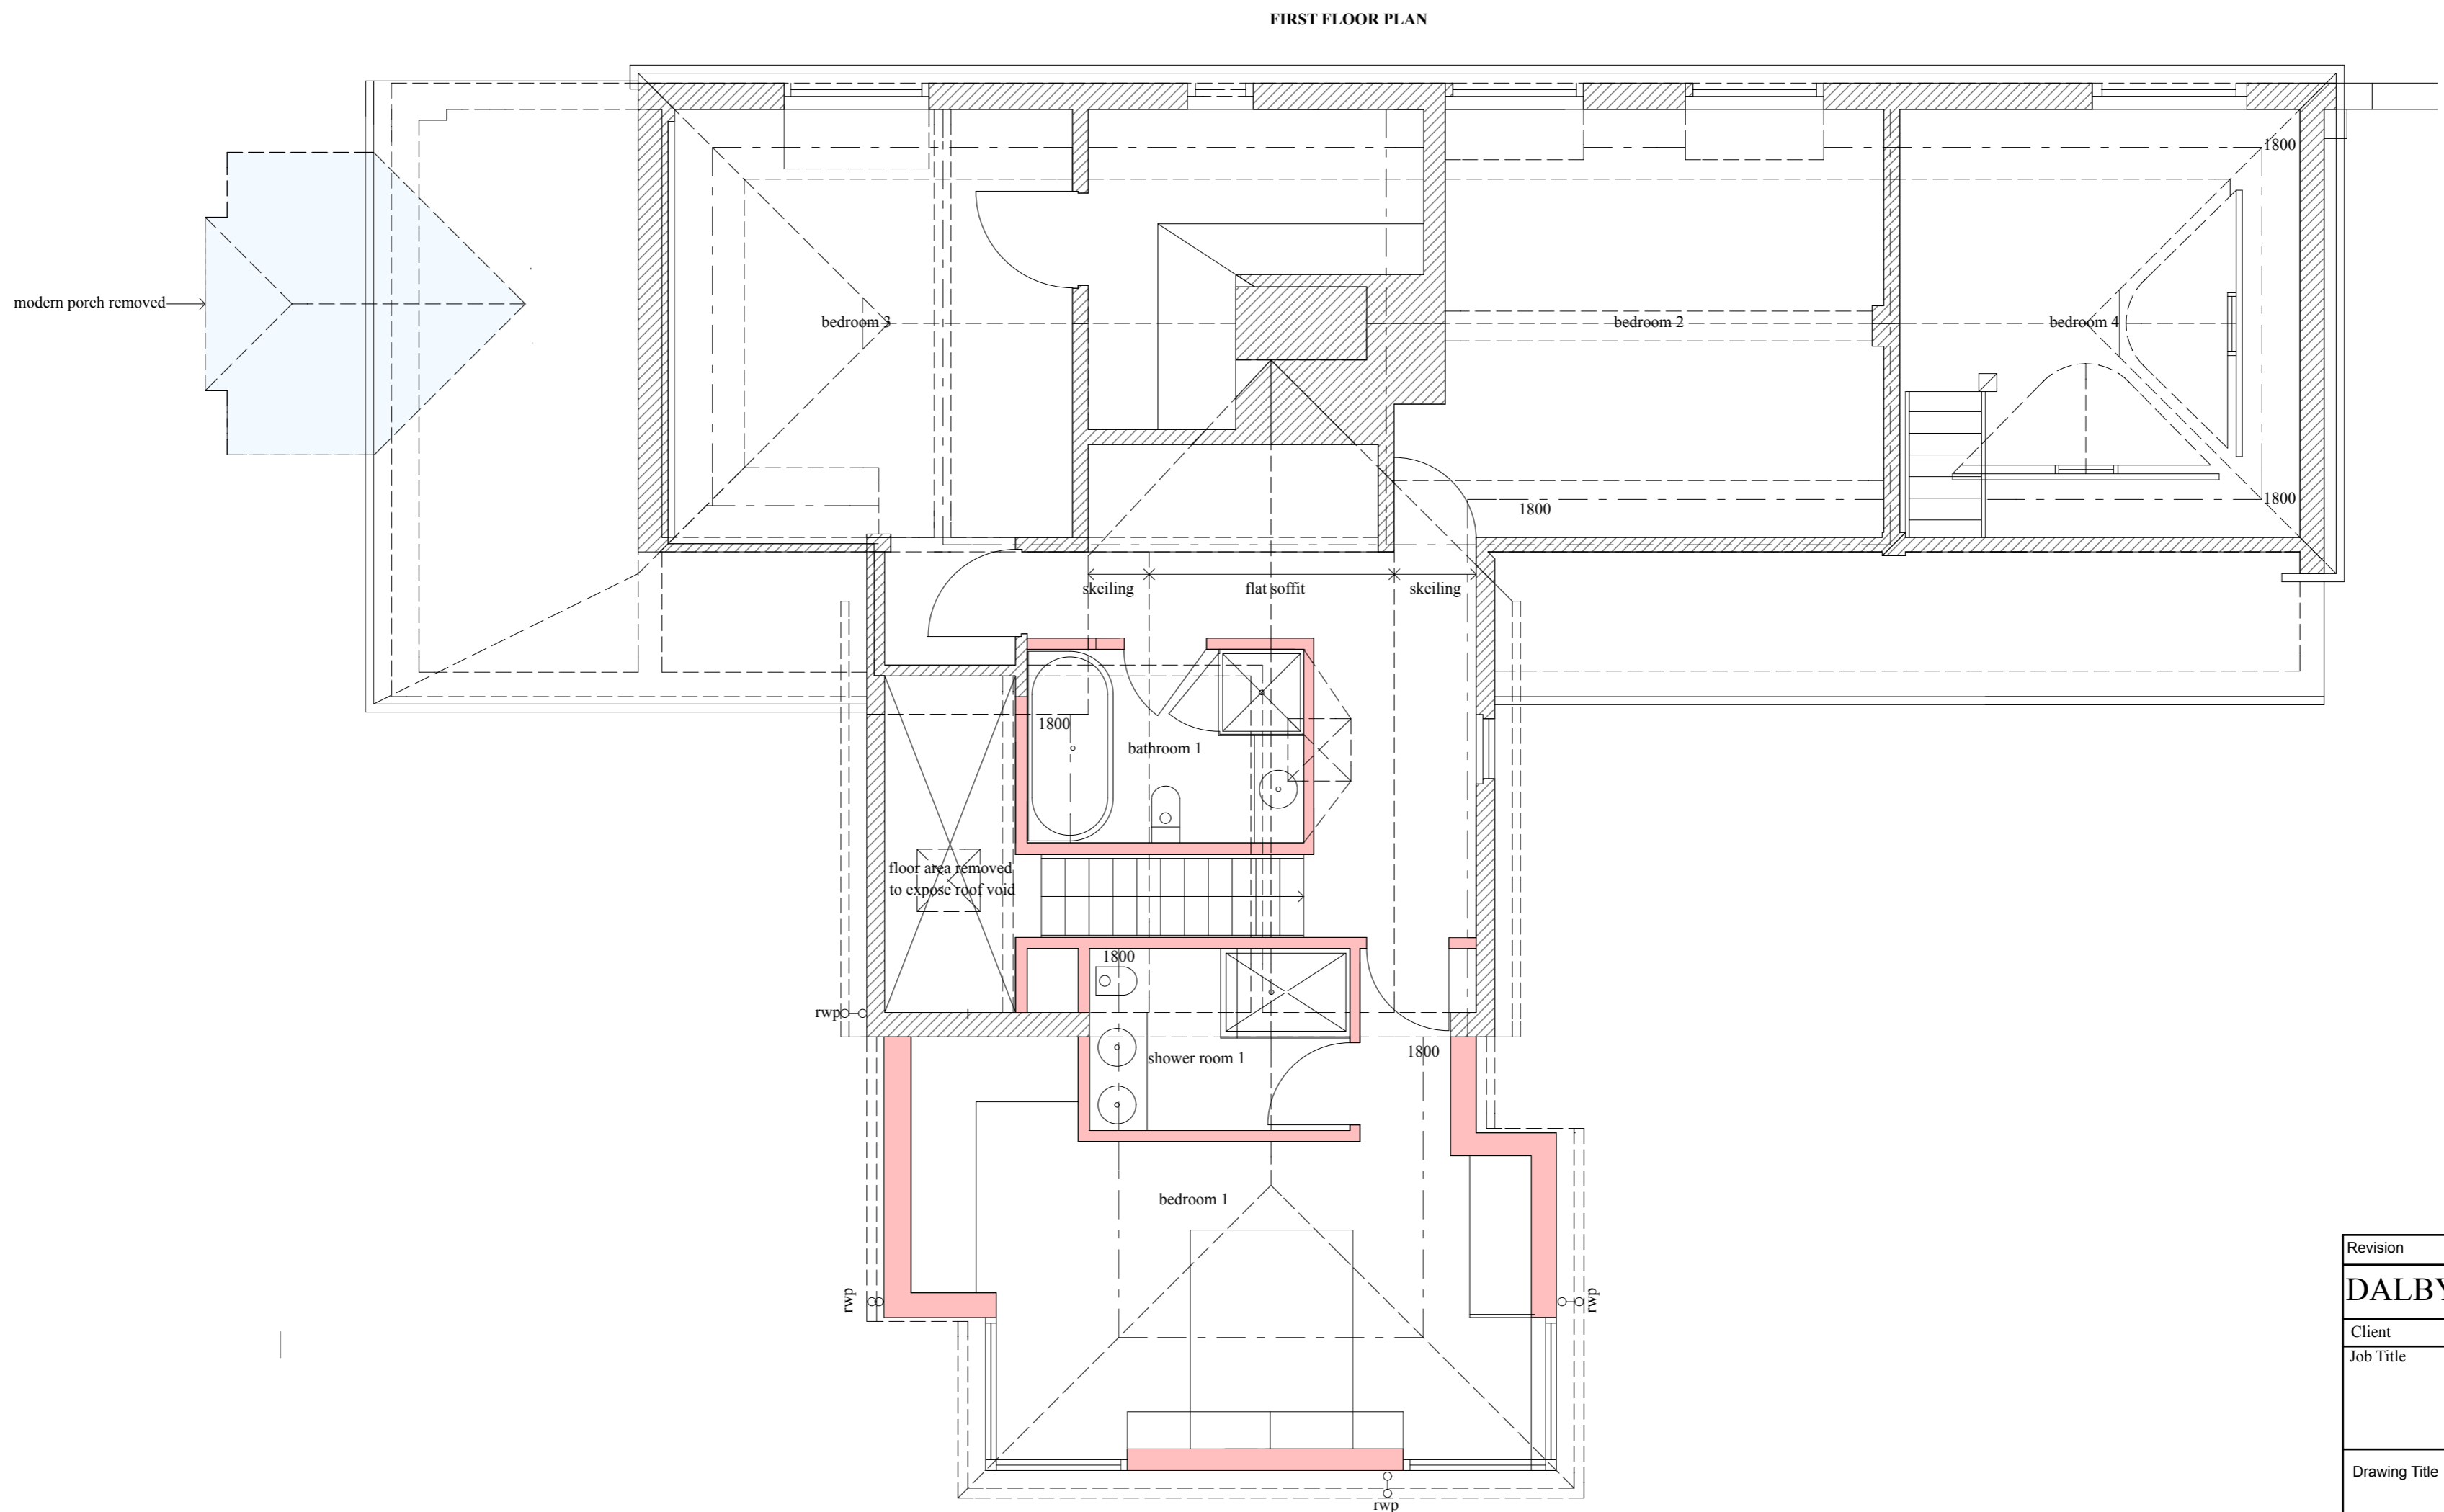 FIRST FLOOR PLAN
1800
modern porch removed
bedroom 3
bedroom 2
bedroom 4
1800
1800
skeiling
flat soffit
skeiling
1800
bathroom 1
floor area removed
to expose roof void
1800
rwp
shower room 1
1800
bedroom 1
rwp
rwp
rwp
Revision
DALBY
Client
Job Title
Drawing Title